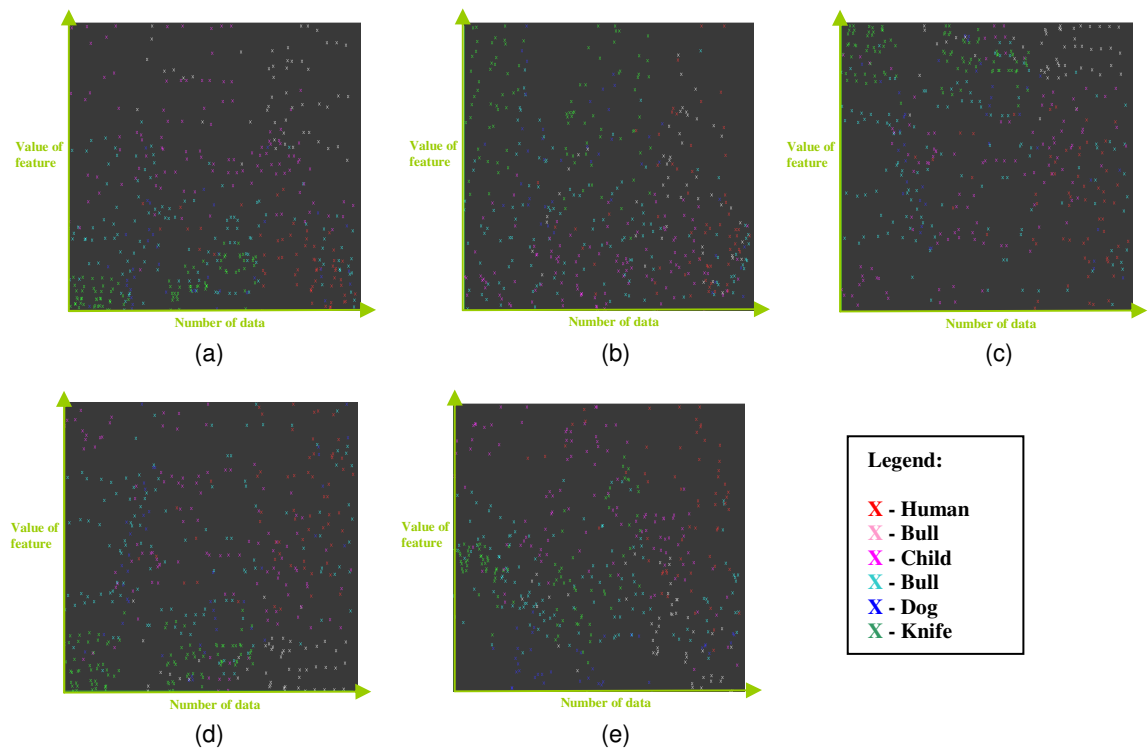 Value of
feature
Number of data
(a)
Value of
feature
Number of data
(b)
Value of
feature
Number of data
(c)
Value of
feature
Number of data
(d)
Value of
feature
Number of data
(e)
Legend:
X - Human
X - Bull
X - Child
X - Bull
X - Dog
X - Knife